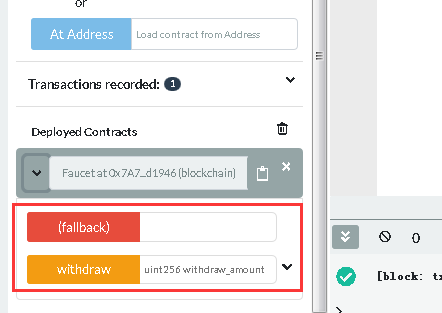 or
At Address Load contract from Address
Transactions recorded: 1
Deployed Contracts
Faucet at 0x7A7...d1946 (blockchain)
(fallback)
withdraw uint256 withdraw_amount
0
[block: tx